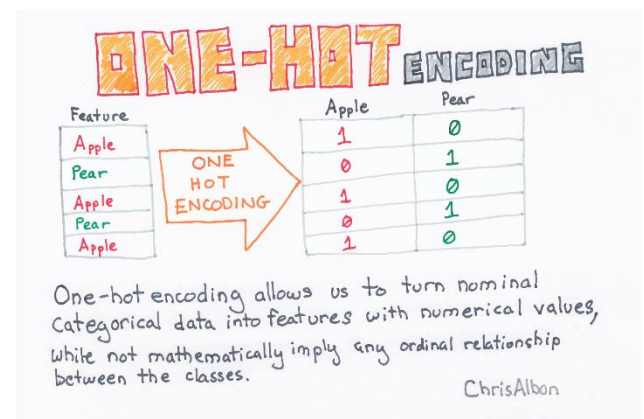 ONE-HOT ENCODING
Feature
Apple
Pear
Apple
Pear
Apple
ONE
HOT
ENCODING
Apple Pear
1 0
0 1
1 0
0 1
1 0
One-hot encoding allows us to turn nominal
categorical data into features with numerical values,
while not mathematically imply any ordinal relationship
between the classes.
ChrisAlbon